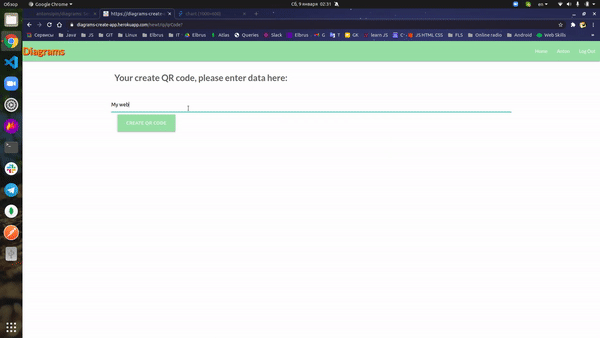 Обзор Google Chrome Сб, 9 января 02:31 en
https://diagrams-create
diagrams-create-app.herokuapp.com
Сервисы Java JS GIT Linux Elbrus IT Elbrus Atlas Queries Slack Elbrus G T GK learn JS JS HTML CSS FLS Online radio Android Web Skills
Diagrams Home About Log Out
Your create QR code, please enter data here:
My web
CREATE QR CODE